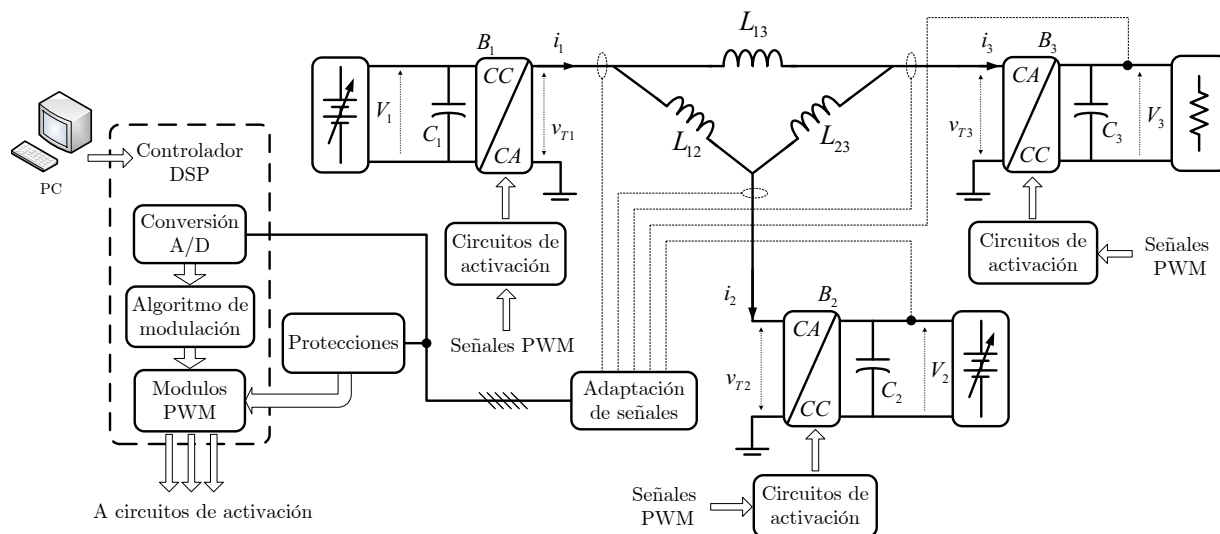 L13
i1
B1
CC
CA
V1
C1
vT1
L12
L23
i3
B3
CA
CC
vT3
C3
V3
PC
Controlador
DSP
Conversión
A/D
Algoritmo de
modulación
Modulos
PWM
A circuitos de activación
Protecciones
Circuitos de
activación
Señales PWM
Adaptación
de señales
i2
B2
CA
CC
vT2
C2
V2
Circuitos de
activación
Señales
PWM
Circuitos de
activación
Señales
PWM